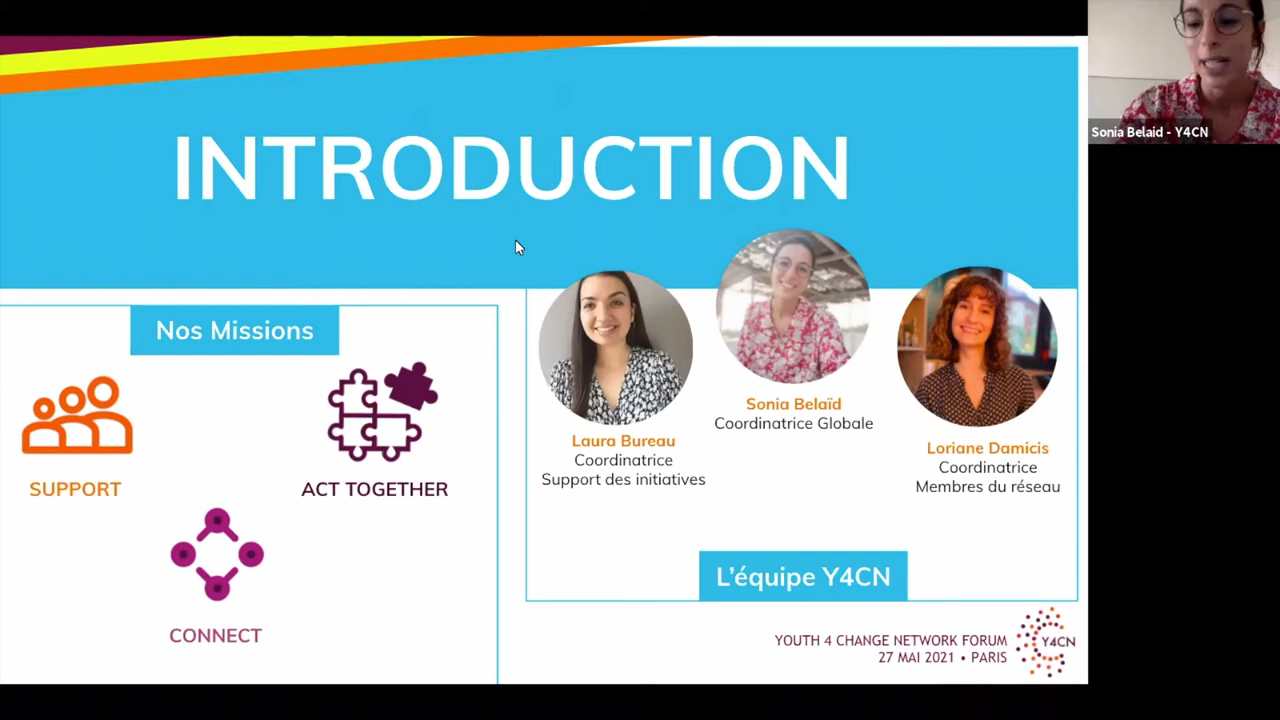 INTRODUCTION
Sonia Belaid - Y4CN
Nos Missions
SUPPORT
ACT TOGETHER
CONNECT
Laura Bureau
Coordinatrice
Support des initiatives
Sonia Belaïd
Coordinatrice Globale
Loriane Damicis
Coordinatrice
Membres du réseau
L'équipe Y4CN
YOUTH 4 CHANGE NETWORK FORUM
27 MAI 2021 • PARIS
Y4CN